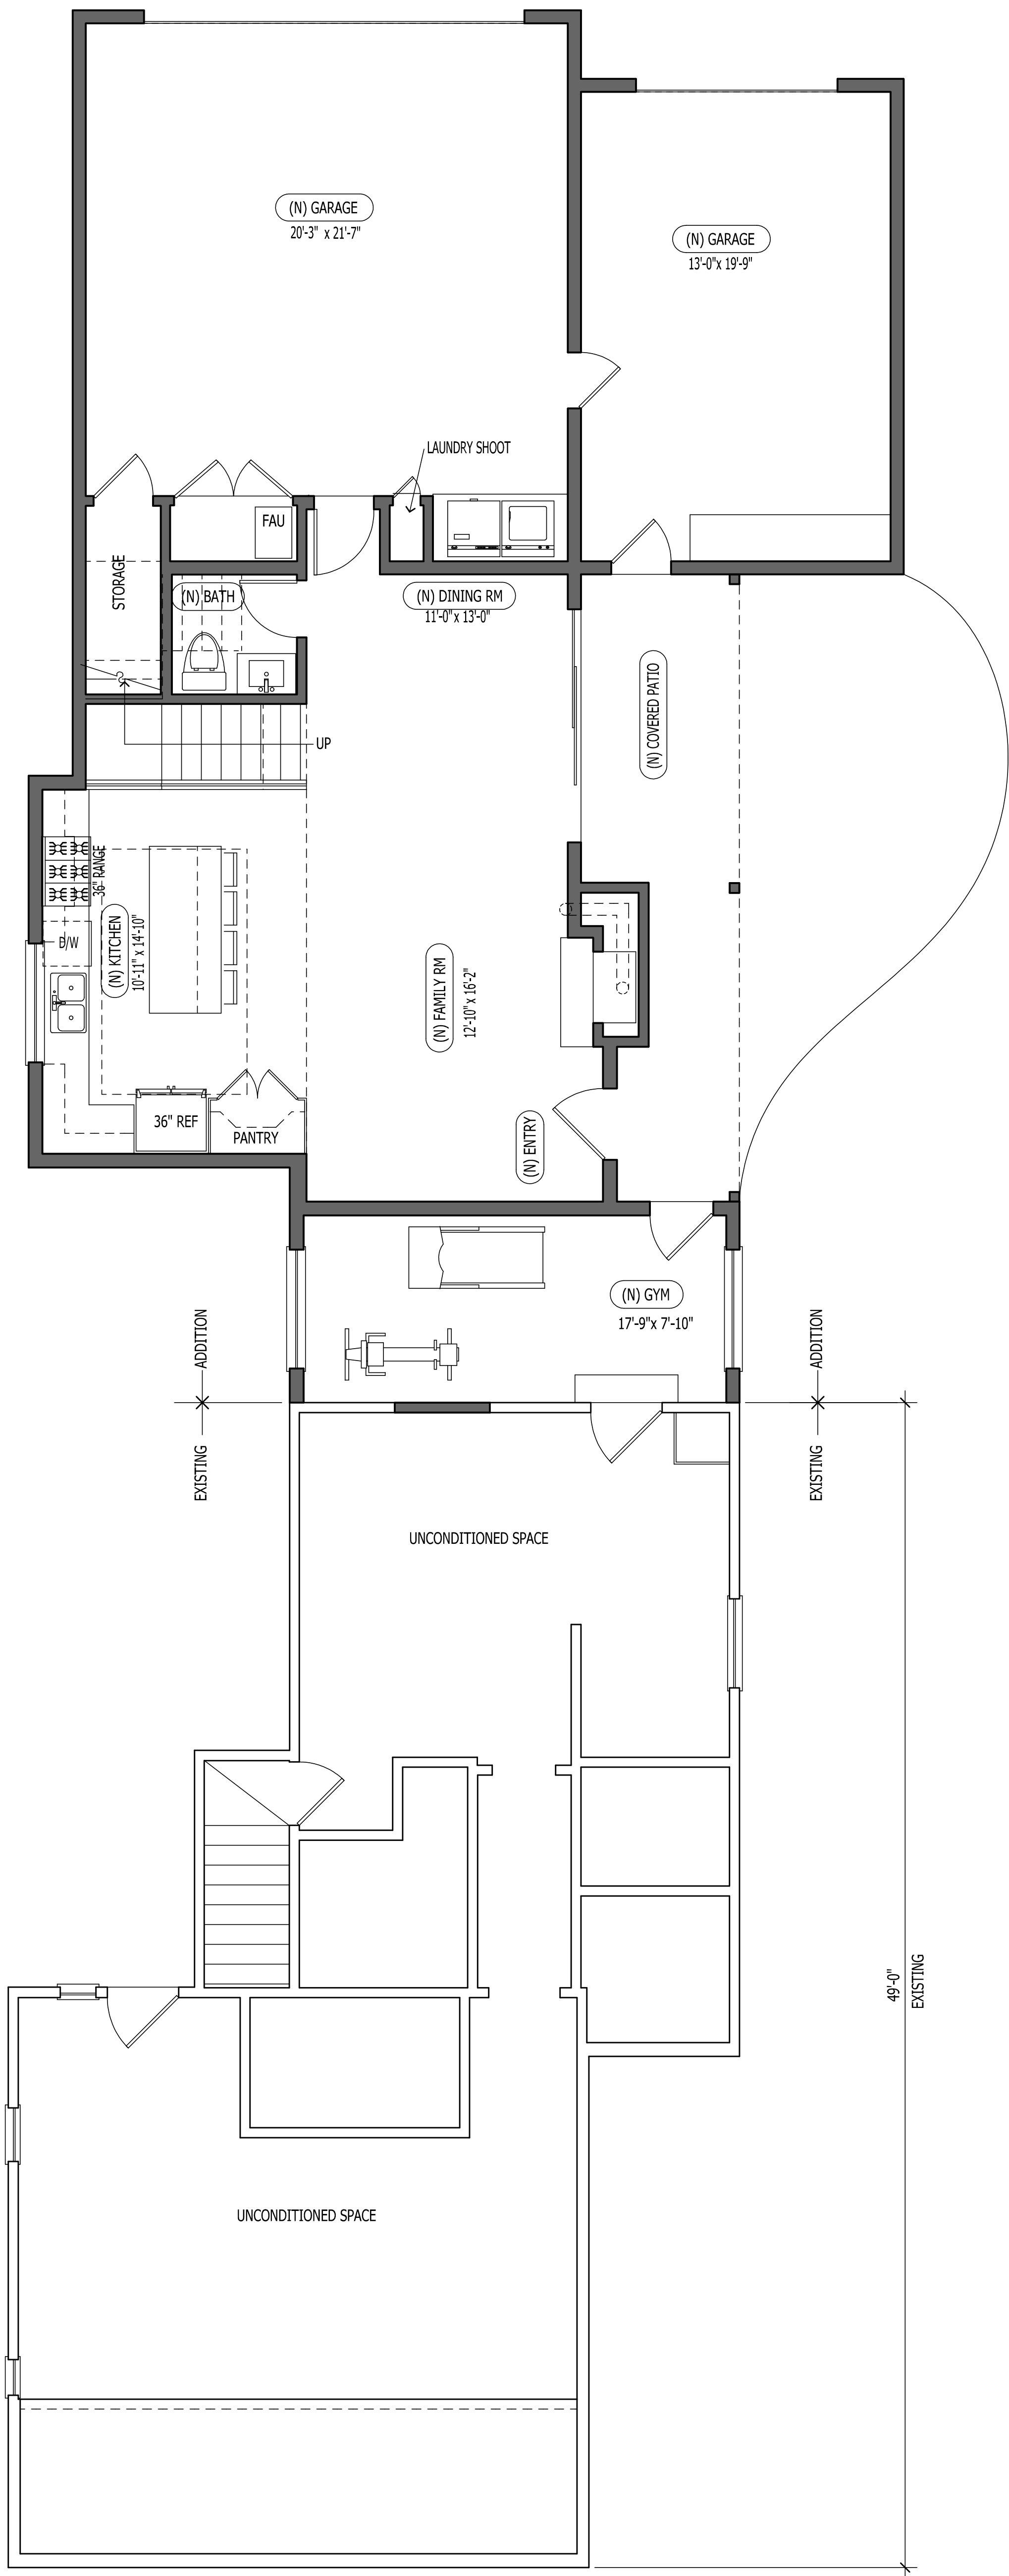 (N) GARAGE
20'-3" x 21'-7"
(N) GARAGE
13'-0"x 19'-9"
LAUNDRY SHOOT
FAU
STORAGE
(N) BATH
(N) DINING RM
11'-0"x 13'-0"
(N) COVERED PATIO
UP
36" RANGE
D/W
(N) KITCHEN
10'-11" x 14'-10"
(N) FAMILY RM
12'-10" x 16'-2"
36" REF
PANTRY
(N) ENTRY
(N) GYM
17'-9"x 7'-10"
ADDITION
EXISTING
ADDITION
EXISTING
UNCONDITIONED SPACE
49'-0"
EXISTING
UNCONDITIONED SPACE